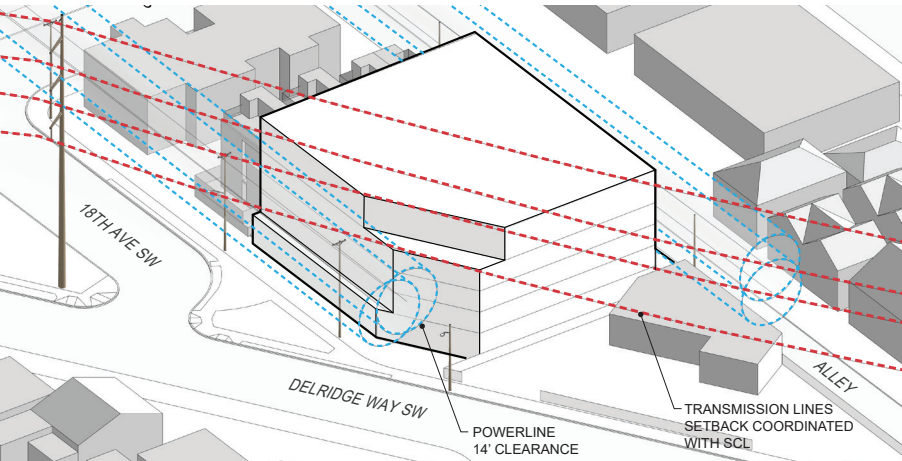 18TH AVE SW
DELRIDGE WAY SW
POWERLINE
14' CLEARANCE
TRANSMISSION LINES
SETBACK COORDINATED
WITH SCL
ALLEY